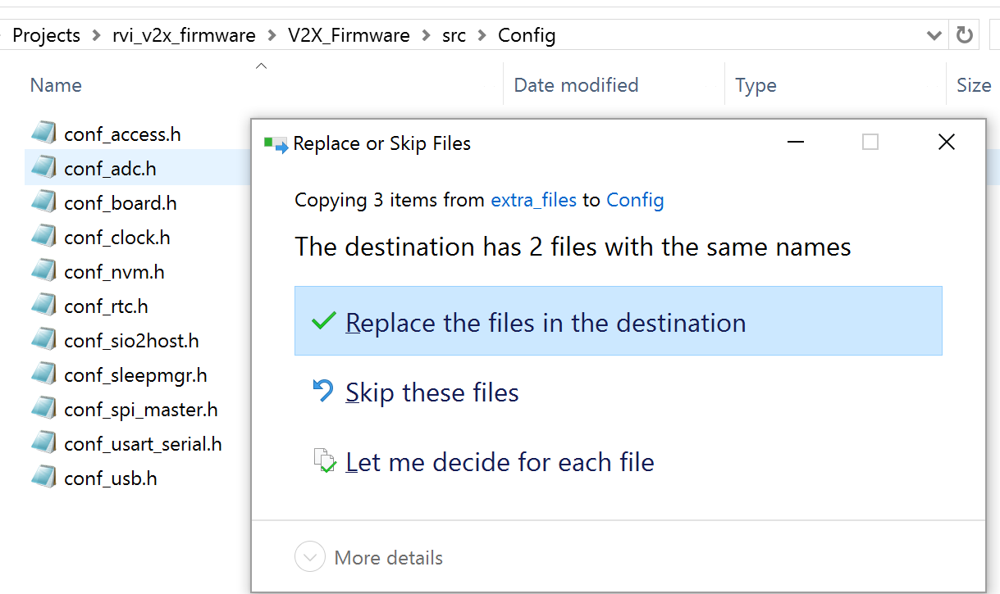 Projects > rvi_v2x_firmware > V2X_Firmware > src > Config
Name Date modified Type Size
conf_access.h
conf_adc.h
conf_board.h
conf_clock.h
conf_nvm.h
conf_rtc.h
conf_sio2host.h
conf_sleepmgr.h
conf_spi_master.h
conf_usart_serial.h
conf_usb.h
Replace or Skip Files
Copying 3 items from extra_files to Config
The destination has 2 files with the same names
Replace the files in the destination
Skip these files
Let me decide for each file
More details